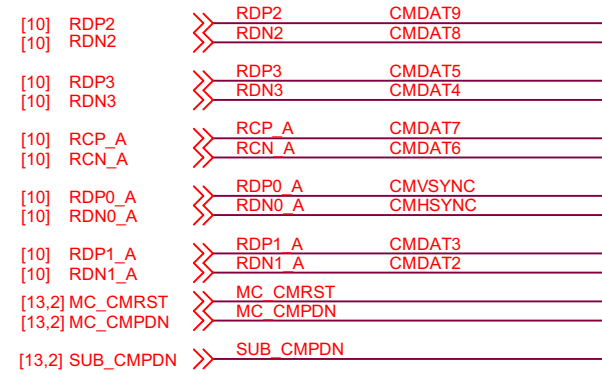 [10] RDP2 RDP2 CMDAT9
[10] RDN2 RDN2 CMDAT8
[10] RDP3 RDP3 CMDAT5
[10] RDN3 RDN3 CMDAT4
[10] RCP_A RCP_A CMDAT7
[10] RCN_A RCN_A CMDAT6
[10] RDP0_A RDP0_A CMVSYNC
[10] RDN0_A RDN0_A CMHSYNC
[10] RDP1_A RDP1_A CMDAT3
[10] RDN1_A RDN1_A CMDAT2
[13,2] MC_CMRST MC_CMRST
[13,2] MC_CMPDN MC_CMPDN
[13,2] SUB_CMPDN SUB_CMPDN